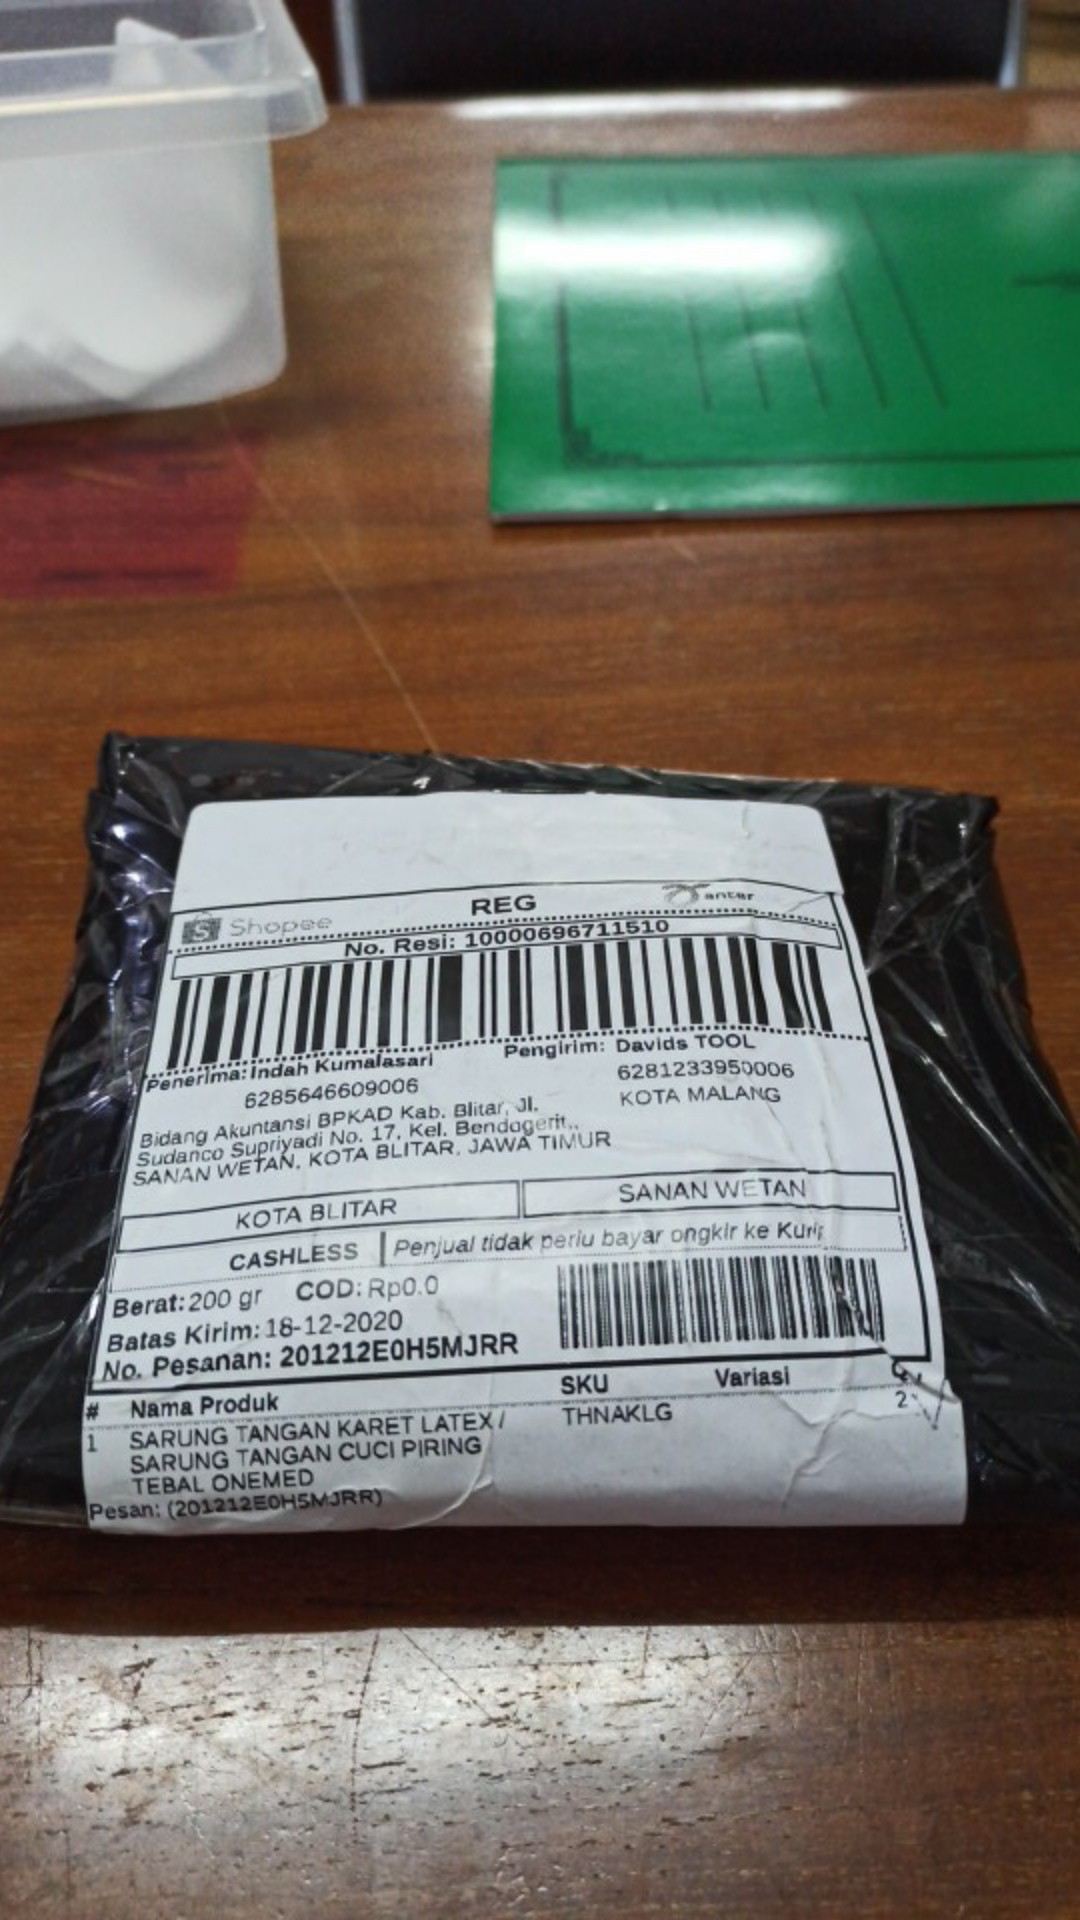 Shopee
REG
anter
No. Resi: 10000696711510
Penerima: Indah Kumalasari
6285646609006
Bidang Akuntansi BPKAD Kab. Blitar, Jl.
Sudanco Supriyadi No. 17, Kel. Bendogerit,,
SANAN WETAN, KOTA BLITAR, JAWA TIMUR
Pengirim: Davids TOOL
6281233950006
KOTA MALANG
KOTA BLITAR
SANAN WETAN
CASHLESS
Penjual tidak perlu bayar ongkir ke Kurir
Berat: 200 gr COD: Rp0.0
Batas Kirim: 18-12-2020
No. Pesanan: 201212E0H5MJRR
# Nama Produk SKU Variasi
1 SARUNG TANGAN KARET LATEX / THNAKLG 2
SARUNG TANGAN CUCI PIRING
TEBAL ONEMED
Pesan: (201212E0H5MJRR)